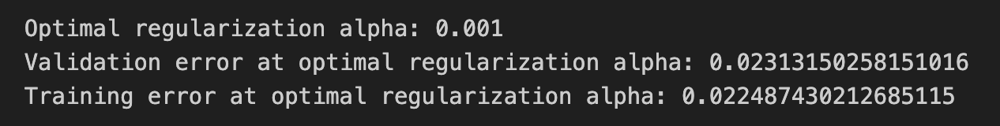 Optimal regularization alpha: 0.001
Validation error at optimal regularization alpha: 0.02313150258151016
Training error at optimal regularization alpha: 0.022487430212685115